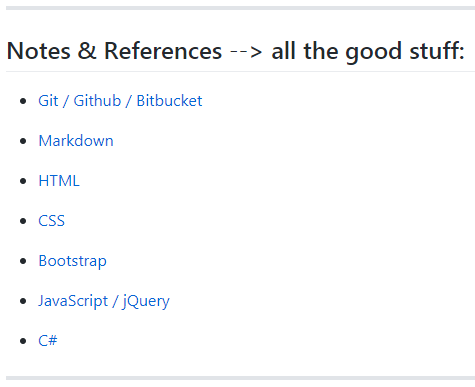 Notes & References --> all the good stuff:
Git / Github / Bitbucket
Markdown
HTML
CSS
Bootstrap
JavaScript / jQuery
C#